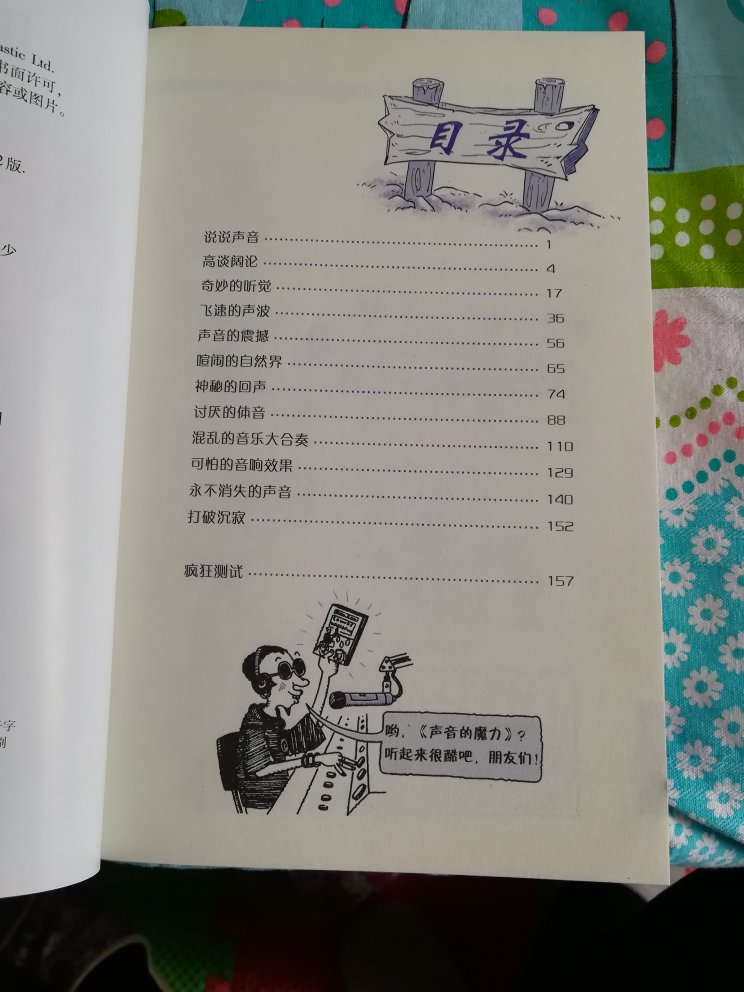 astic Ltd.
书面许可，
容或图片。
2版.
少
目录
说说声音 1
高谈阔论 4
奇妙的听觉 17
飞速的声波 36
声音的震撼 56
喧闹的自然界 65
神秘的回声 74
讨厌的体音 88
混乱的音乐大合奏 110
可怕的音响效果 129
永不消失的声音 140
打破沉寂 152
疯狂测试 157
哟，《声音的魔力》?
听起来很酷吧，朋友们!
字